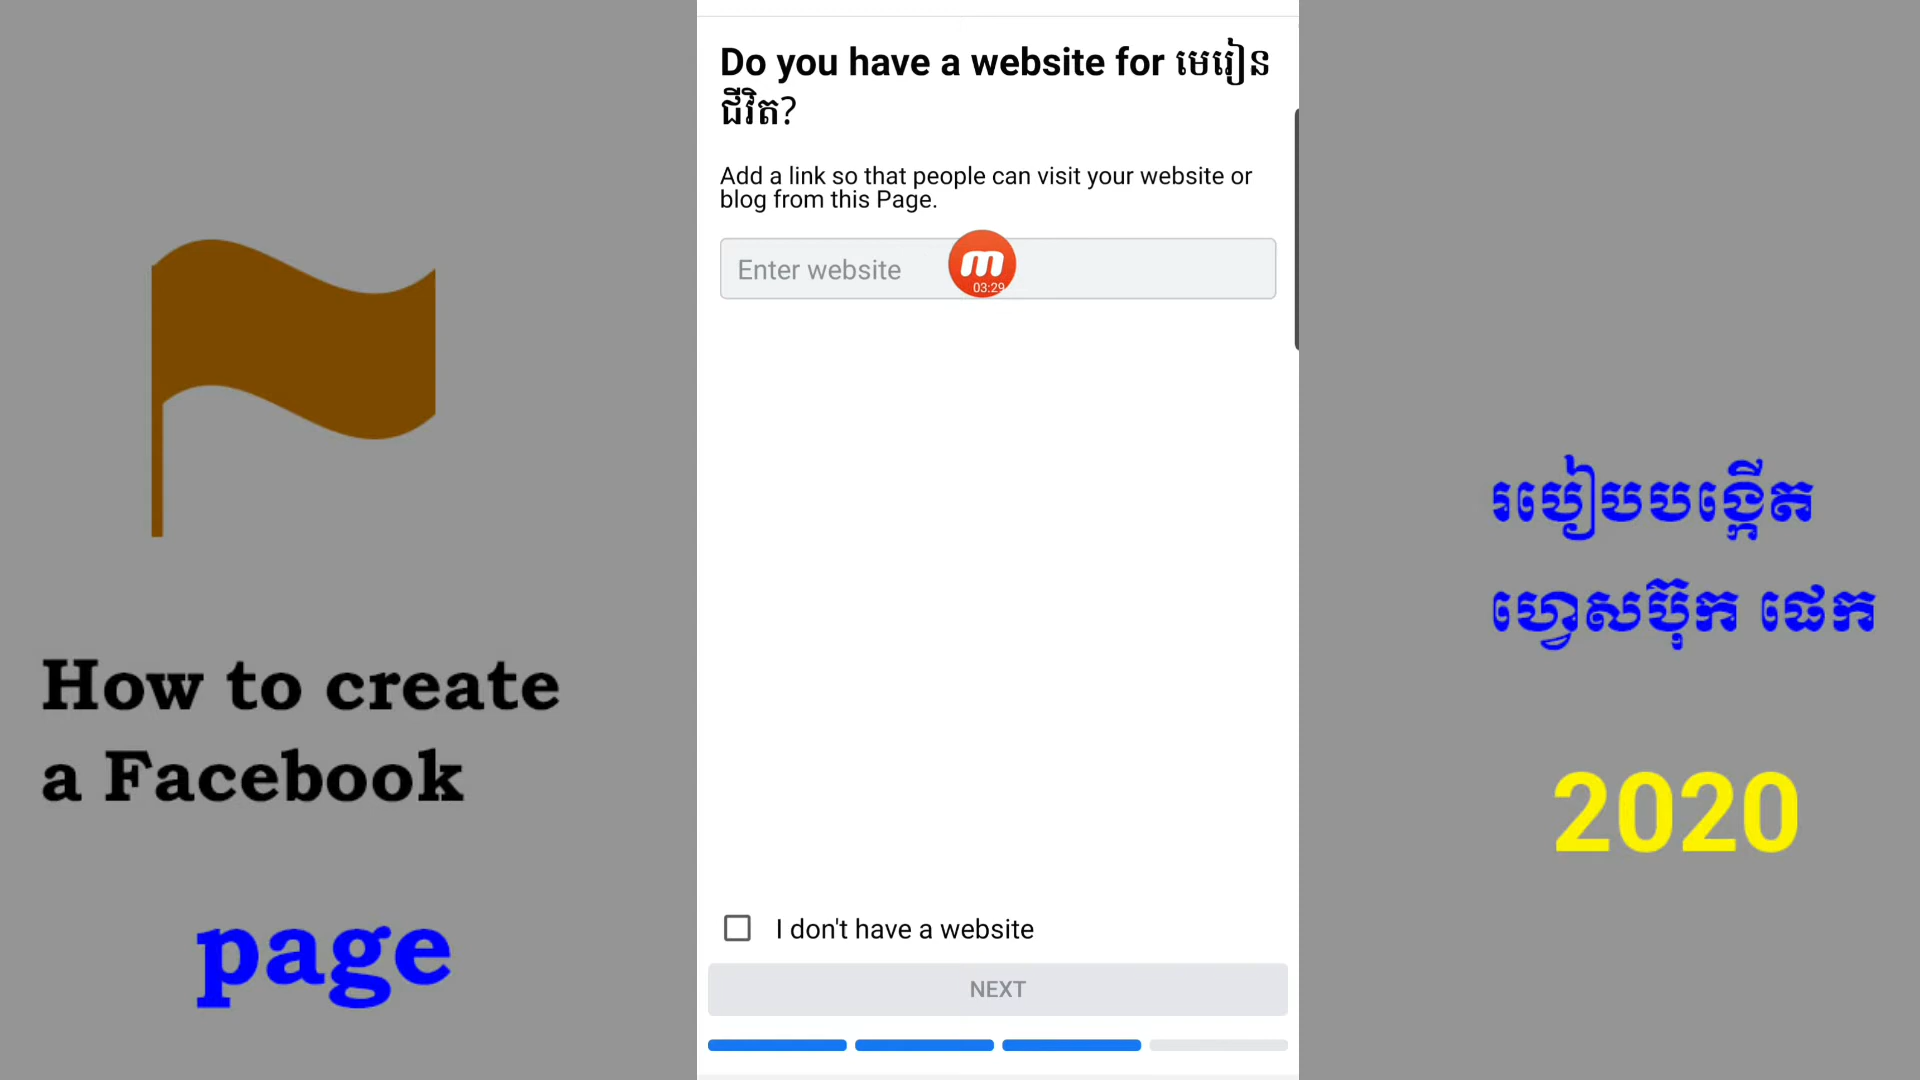 Do you have a website for មេរៀន
ជីវិត?
Add a link so that people can visit your website or
blog from this Page.
Enter website
m
03:29
I don't have a website
NEXT
How to create
a Facebook
page
របៀបបង្កើត
ហ្វេសប៊ុក ផេក
2020